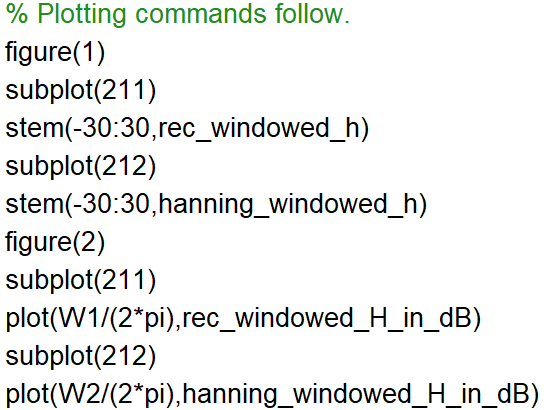 % Plotting commands follow.
figure(1)
subplot(211)
stem(-30:30,rec_windowed_h)
subplot(212)
stem(-30:30,hanning_windowed_h)
figure(2)
subplot(211)
plot(W1/(2*pi),rec_windowed_H_in_dB)
subplot(212)
plot(W2/(2*pi),hanning_windowed_H_in_dB)